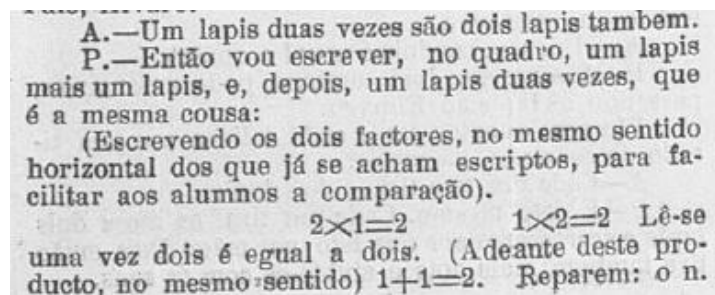 A.—Um lapis duas vezes são dois lapis tambem.
P.—Então vou escrever, no quadro, um lapis
mais um lapis, e, depois, um lapis duas vezes, que
é a mesma cousa:
(Escrevendo os dois factores, no mesmo sentido
horizontal dos que já se acham escriptos, para fa-
cilitar aos alumnos a comparação).
2×1=2 1×2=2 Lê-se
uma vez dois é egual a dois. (Adeante deste pro-
ducto, no mesmo sentido) 1+1=2. Reparem: o n.